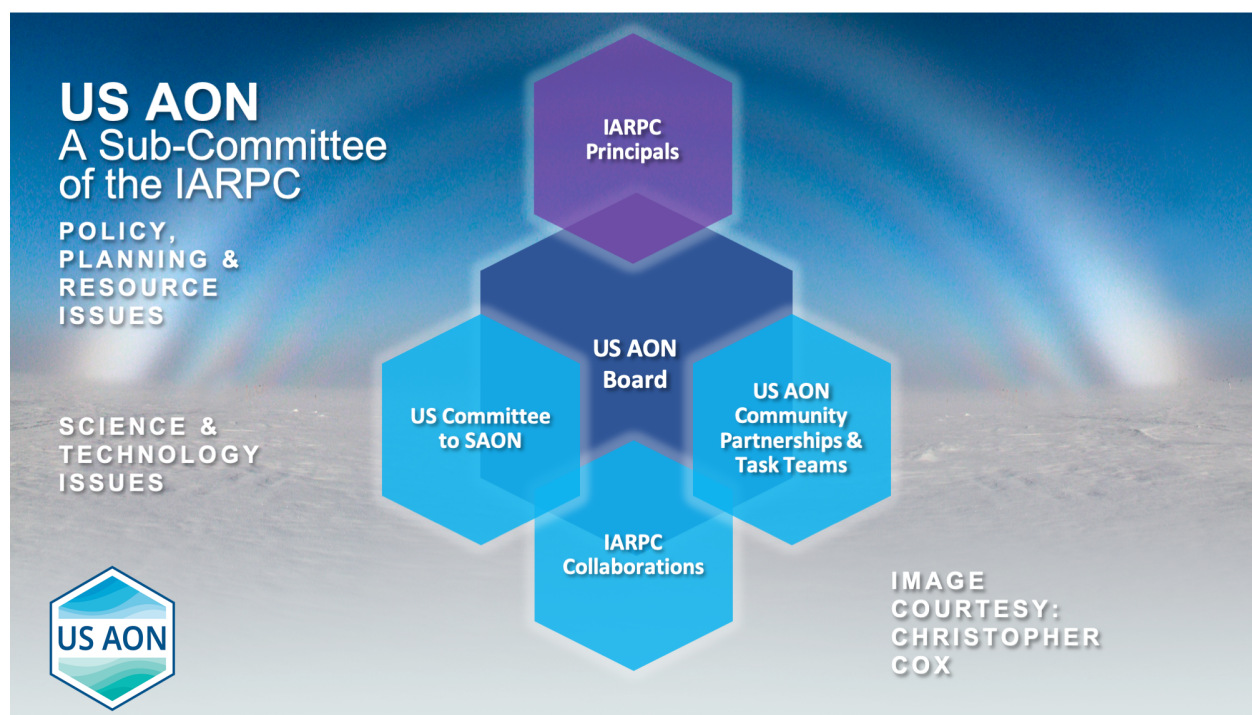 US AON
A Sub-Committee
of the IARPC
POLICY,
PLANNING &
RESOURCE
ISSUES
SCIENCE &
TECHNOLOGY
ISSUES
IARPC
Principals
US AON
Board
US Committee
to SAON
US AON
Community
Partnerships &
Task Teams
IARPC
Collaborations
US AON
IMAGE
COURTESY:
CHRISTOPHER
COX